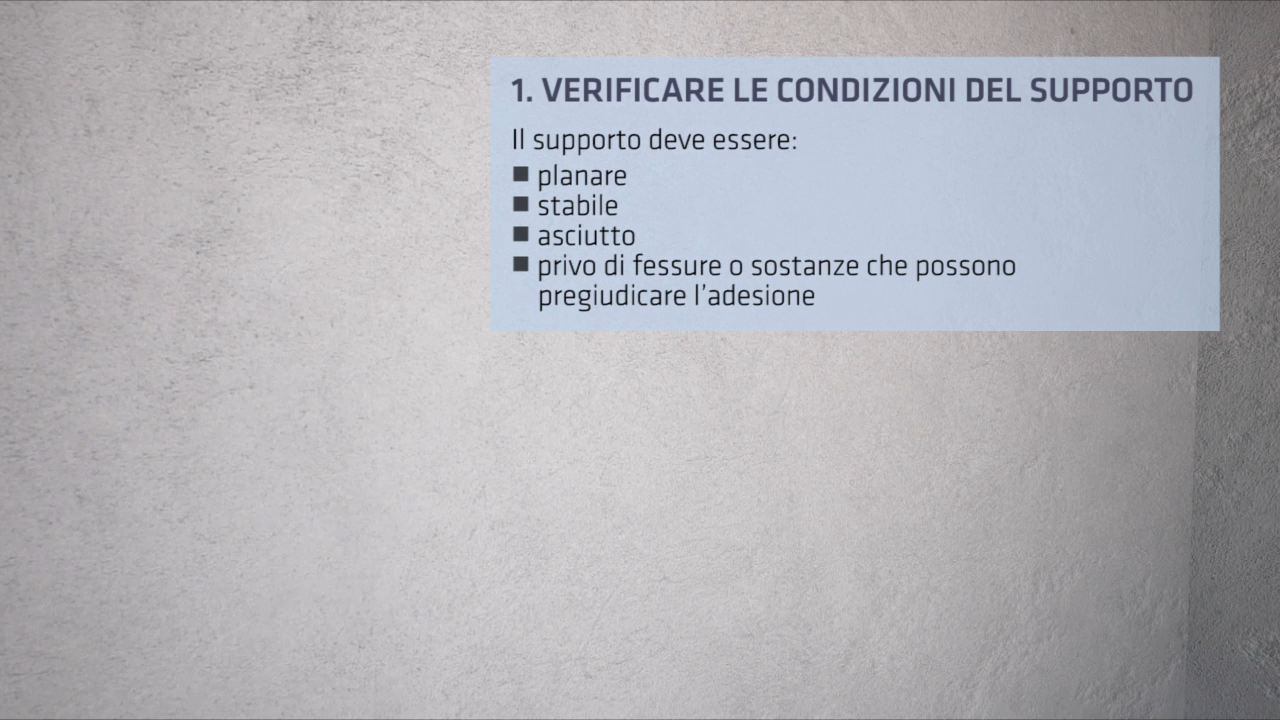 1. VERIFICARE LE CONDIZIONI DEL SUPPORTO
Il supporto deve essere:
■ planare
■ stabile
■ asciutto
■ privo di fessure o sostanze che possono
pregiudicare l'adesione